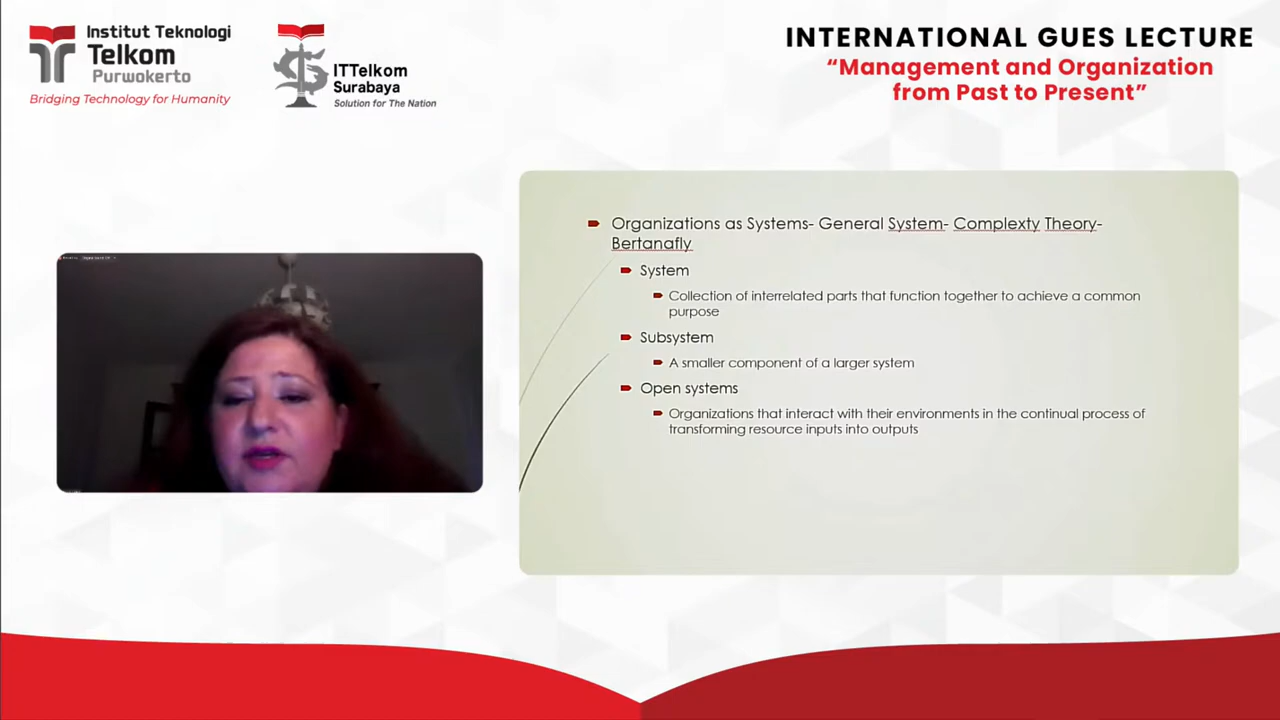 Institut Teknologi
Telkom
Purwokerto
Bridging Technology for Humanity
ITTelkom
Surabaya
Solution for The Nation
INTERNATIONAL GUES LECTURE
“Management and Organization
from Past to Present”
Organizations as Systems- General System- Complexty Theory-
Bertanafly
System
Collection of interrelated parts that function together to achieve a common
purpose
Subsystem
A smaller component of a larger system
Open systems
Organizations that interact with their environments in the continual process of
transforming resource inputs into outputs